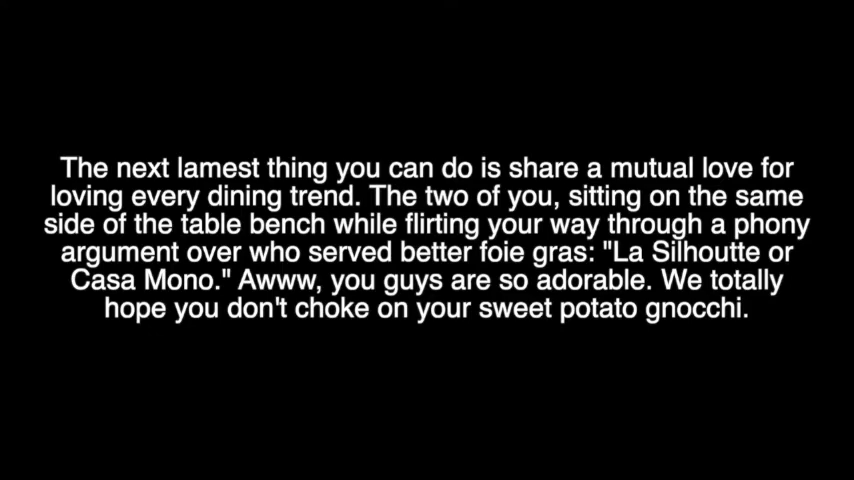 The next lamest thing you can do is share a mutual love for
loving every dining trend. The two of you, sitting on the same
side of the table bench while flirting your way through a phony
argument over who served better foie gras: "La Silhoutte or
Casa Mono." Awww, you guys are so adorable. We totally
hope you don't choke on your sweet potato gnocchi.